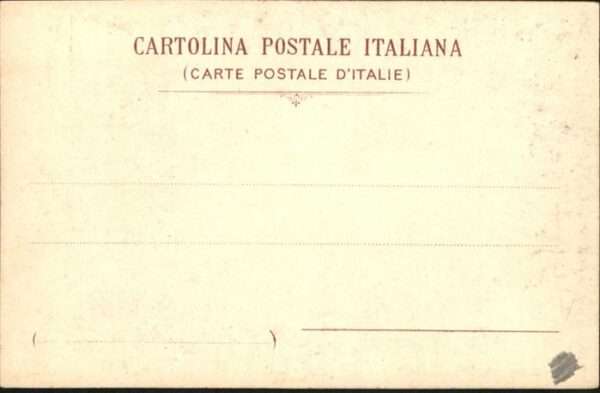 CARTOLINA POSTALE ITALIANA
(CARTE POSTALE D'ITALIE)